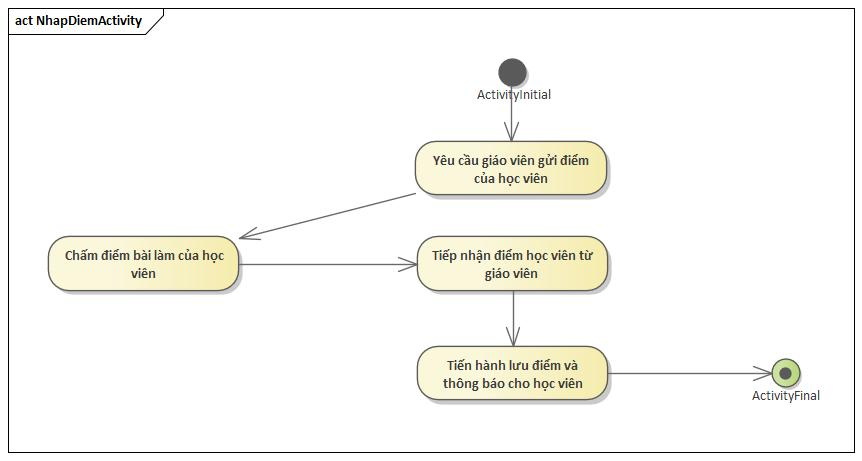 act NhapDiemActivity
ActivityInitial
Yêu cầu giáo viên gửi điểm
của học viên
Chấm điểm bài làm của học
viên
Tiếp nhận điểm học viên từ
giáo viên
Tiến hành lưu điểm và
thông báo cho học viên
ActivityFinal